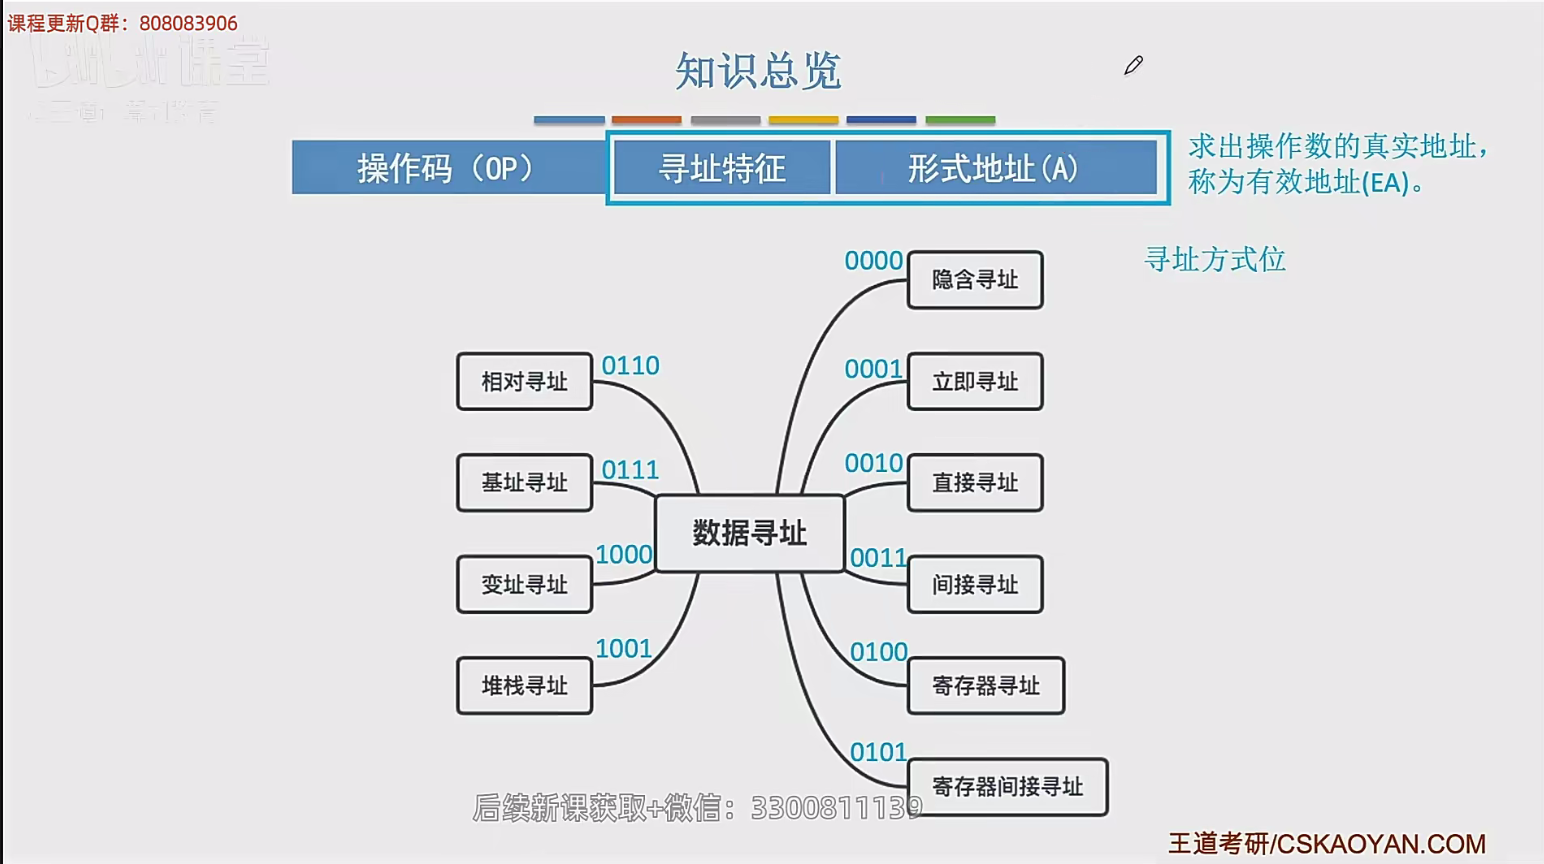 课程更新Q群：808083906
课堂
知识总览
操作码（OP） 寻址特征 形式地址(A)
求出操作数的真实地址，
称为有效地址(EA)。
寻址方式位
0000 隐含寻址
0001 立即寻址
0010 直接寻址
0011 间接寻址
0100 寄存器寻址
0101 寄存器间接寻址
相对寻址 0110
基址寻址 0111
变址寻址 1000
堆栈寻址 1001
数据寻址
后续新课获取+微信：3300811139
王道考研/CSKAOYAN.COM